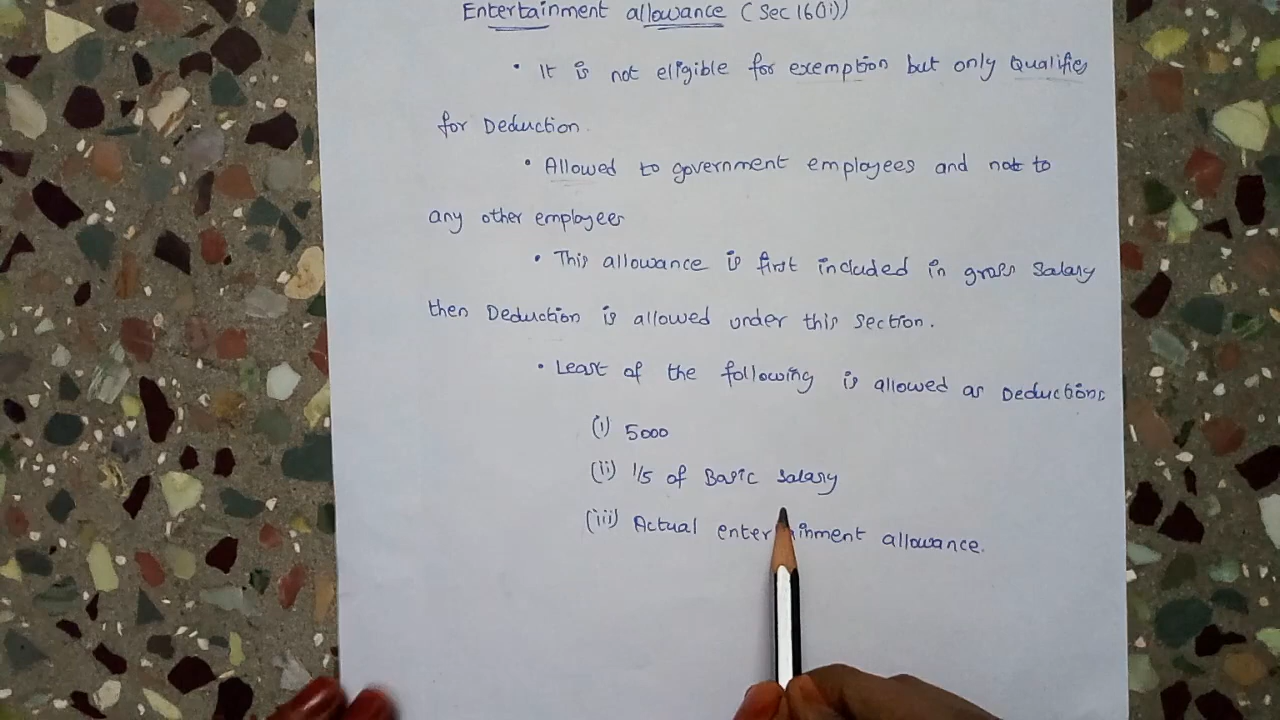 Entertainment allowance (Sec 16(ii))
• It is not eligible for exemption but only Qualifies
for Deduction.
• Allowed to government employees and not to
any other employees
• This allowance is first included in gross salary
then Deduction is allowed under this section.
• Least of the following is allowed as Deductions
(i) 5000
(ii) 1/5 of Basic salary
(iii) Actual entertainment allowance.